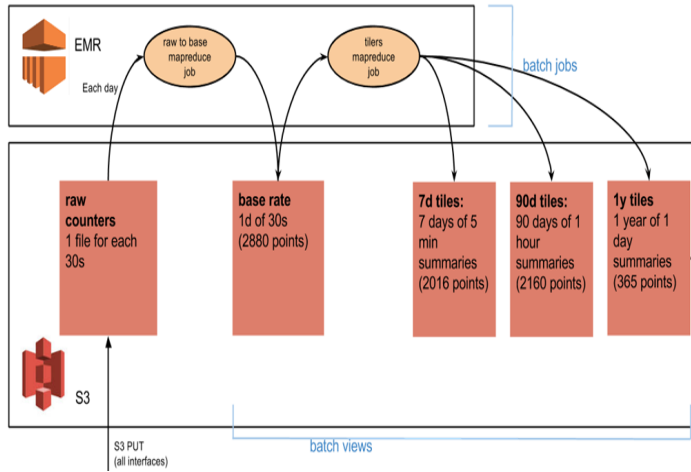 EMR
Each day
raw to base
mapreduce
job
tilers
mapreduce
job
batch jobs
raw
counters
1 file for each
30s
base rate
1d of 30s
(2880 points)
7d tiles:
7 days of 5
min
summaries
(2016 points)
90d tiles:
90 days of 1
hour
summaries
(2160 points)
1y tiles
1 year of 1
day
summaries
(365 points)
S3
S3 PUT
(all interfaces)
batch views